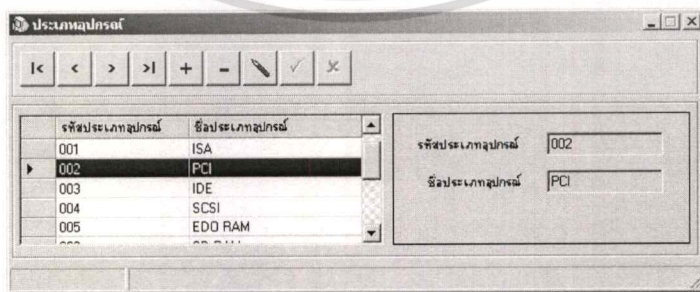 ประเภทอุปกรณ์
รหัสประเภทอุปกรณ์ ชื่อประเภทอุปกรณ์
001 ISA
002 PCI
003 IDE
004 SCSI
005 EDO RAM
รหัสประเภทอุปกรณ์ 002
ชื่อประเภทอุปกรณ์ PCI